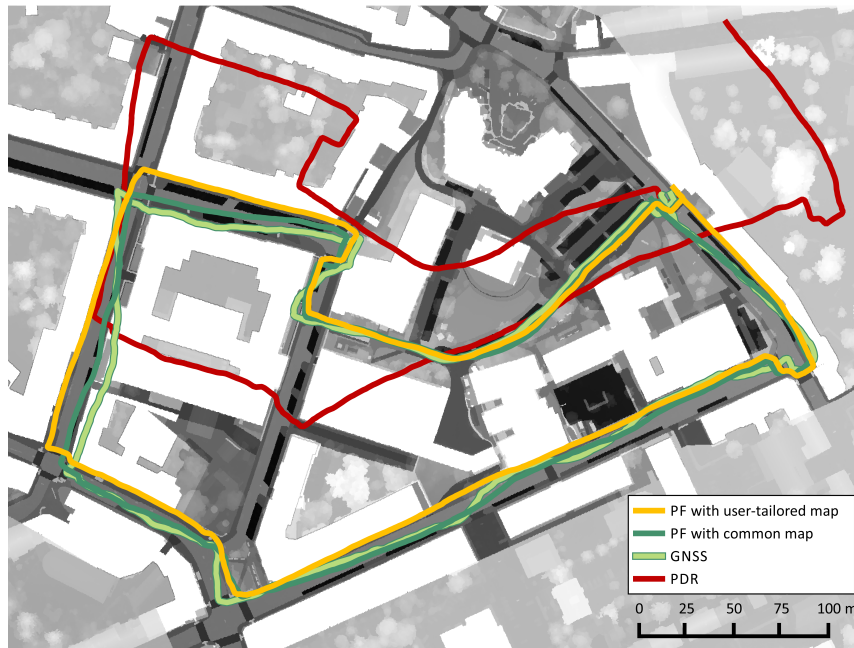 PF with user-tailored map
PF with common map
GNSS
PDR
0 25 50 75 100 m